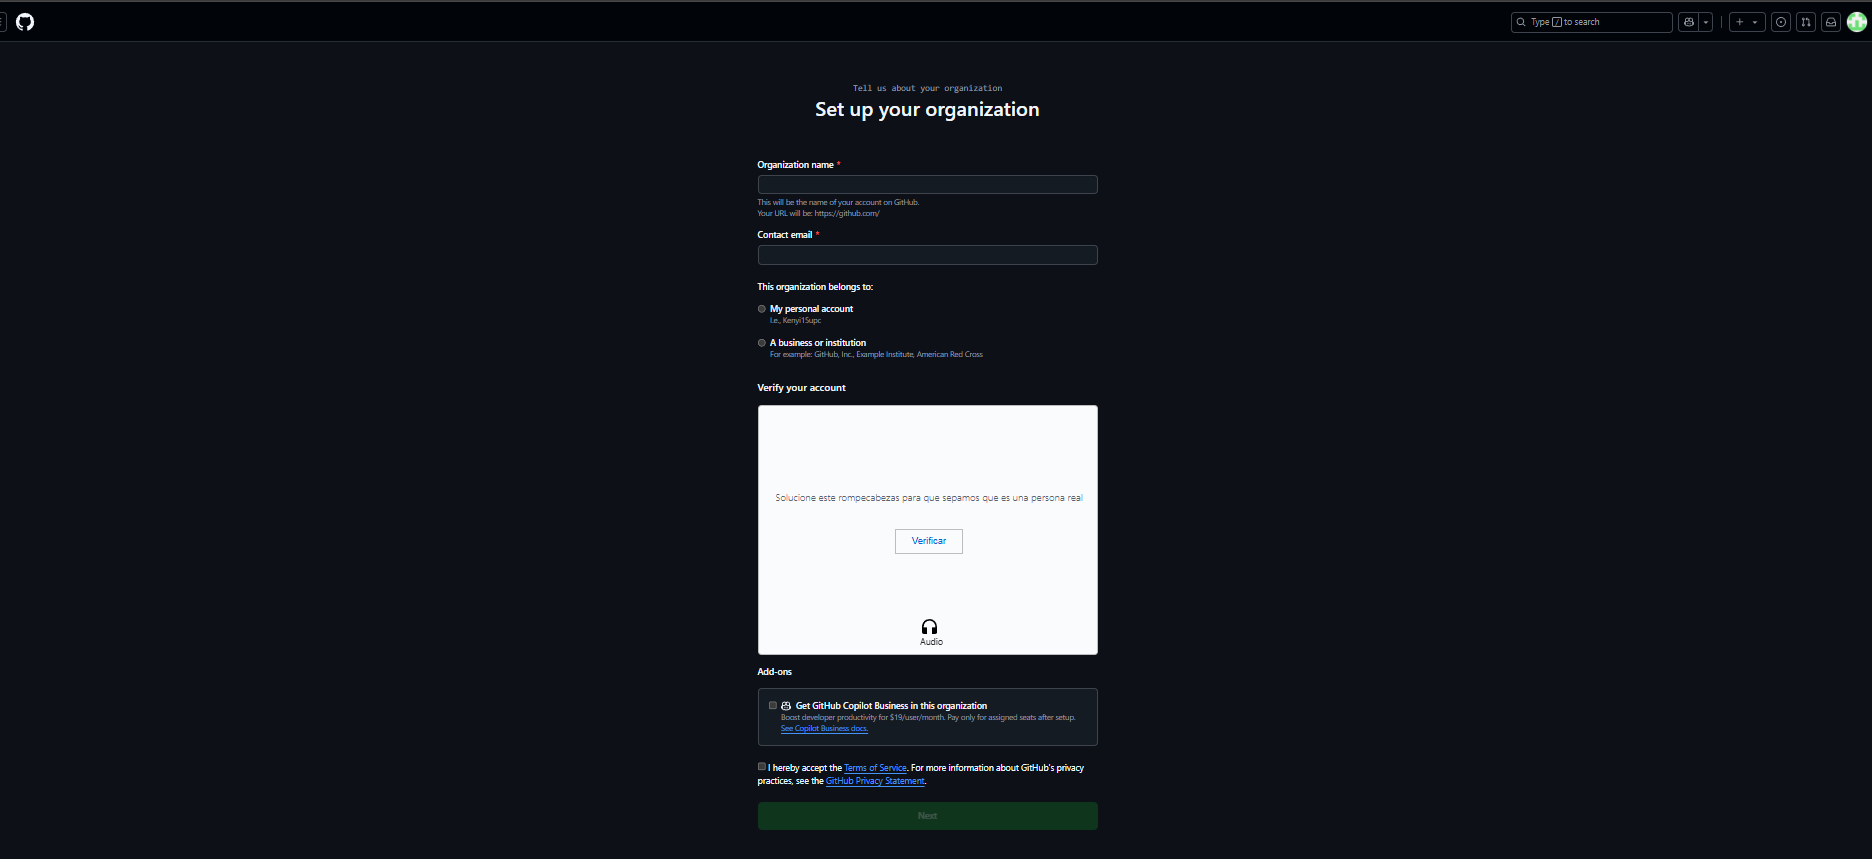 Type / to search
Tell us about your organization
Set up your organization
Organization name *
This will be the name of your account on GitHub.
Your URL will be: https://github.com/
Contact email *
This organization belongs to:
My personal account
I.e., Kenyi15upc
A business or institution
For example: GitHub, Inc., Example Institute, American Red Cross
Verify your account
Solucione este rompecabezas para que sepamos que es una persona real
Verificar
Audio
Add-ons
Get GitHub Copilot Business in this organization
Boost developer productivity for $19/user/month. Pay only for assigned seats after setup.
See Copilot Business docs.
I hereby accept the Terms of Service. For more information about GitHub's privacy
practices, see the GitHub Privacy Statement.
Next